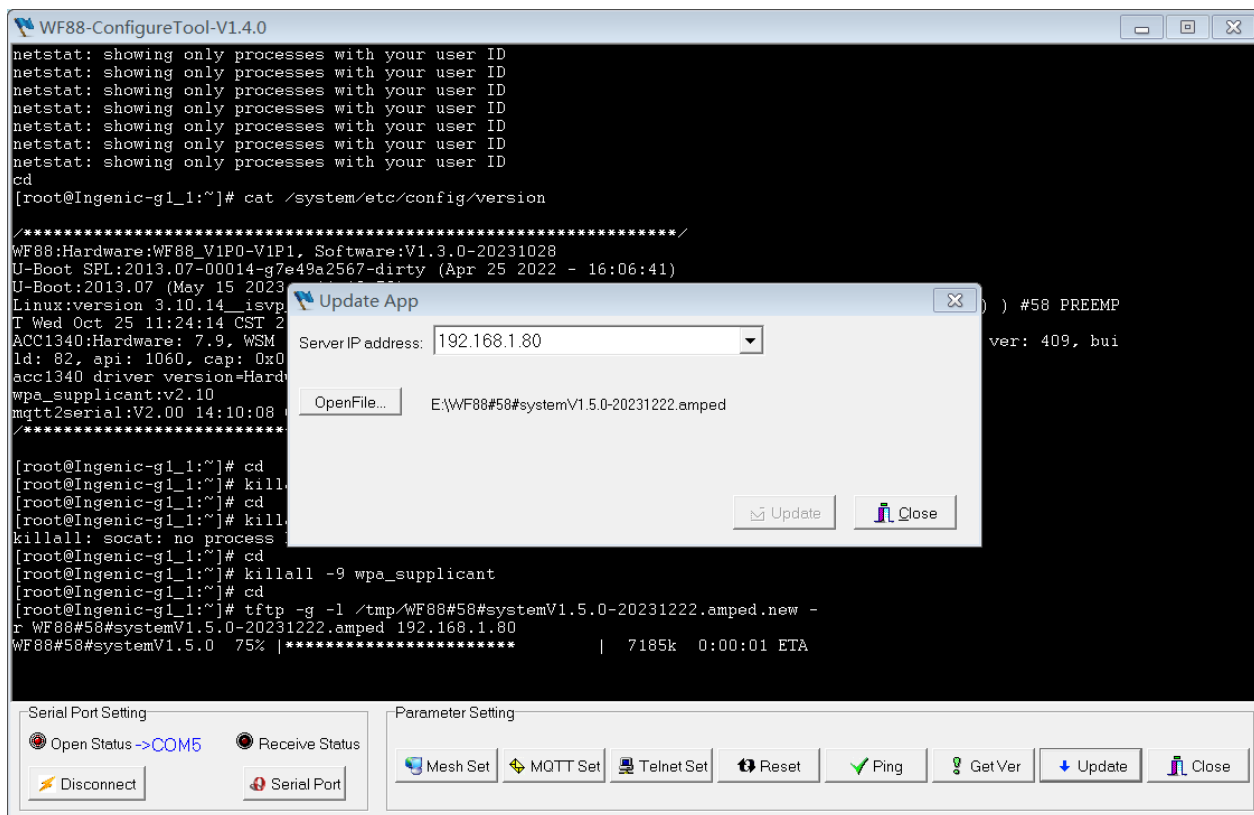 WF88-ConfigureTool-V1.4.0
netstat: showing only processes with your user ID
netstat: showing only processes with your user ID
netstat: showing only processes with your user ID
netstat: showing only processes with your user ID
netstat: showing only processes with your user ID
netstat: showing only processes with your user ID
netstat: showing only processes with your user ID
cd
[root@Ingenic-g1_1:~]# cat /system/etc/config/version
/*****************************************************************/
WF88:Hardware:WF88_V1P0-V1P1, Software:V1.3.0-20231028
U-Boot SPL:2013.07-00014-g7e49a2567-dirty (Apr 25 2022 - 16:06:41)
U-Boot:2013.07 (May 15 2023
Linux:version 3.10.14__isvp_ ) ) #58 PREEMP
T Wed Oct 25 11:24:14 CST 2
ACC1340:Hardware: 7.9, WSM ver: 409, bui
ld: 82, api: 1060, cap: 0x0
acc1340 driver version=Hardw
wpa_supplicant:v2.10
mqtt2serial:V2.00 14:10:08
/**************************
[root@Ingenic-g1_1:~]# cd
[root@Ingenic-g1_1:~]# kill
[root@Ingenic-g1_1:~]# cd
[root@Ingenic-g1_1:~]# kill
killall: socat: no process
[root@Ingenic-g1_1:~]# cd
[root@Ingenic-g1_1:~]# killall -9 wpa_supplicant
[root@Ingenic-g1_1:~]# cd
[root@Ingenic-g1_1:~]# tftp -g -l /tmp/WF88#58#systemV1.5.0-20231222.amped.new -
r WF88#58#systemV1.5.0-20231222.amped 192.168.1.80
WF88#58#systemV1.5.0 75% |*********************** | 7185k 0:00:01 ETA
Update App
Server IP address: 192.168.1.80
OpenFile... E:\WF88#58#systemV1.5.0-20231222.amped
Update Close
Serial Port Setting
Open Status ->COM5 Receive Status
Disconnect Serial Port
Parameter Setting
Mesh Set MQTT Set Telnet Set Reset Ping Get Ver Update Close